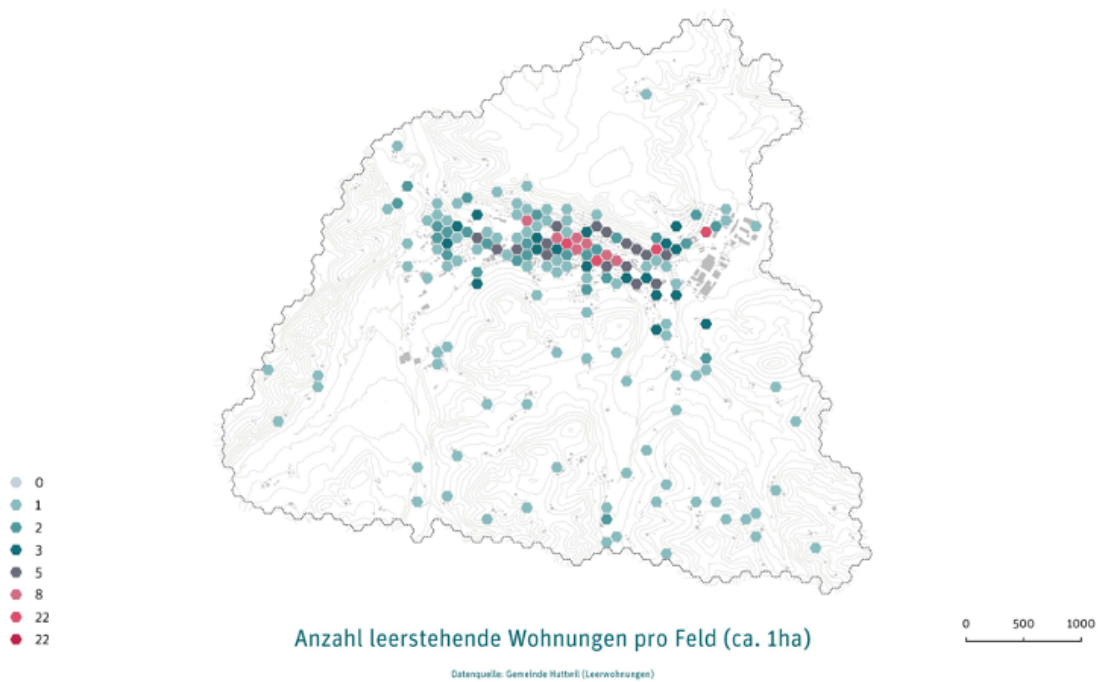 0
1
2
3
5
8
22
22
Anzahl leerstehende Wohnungen pro Feld (ca. 1ha)
Datenquelle: Gemeinde Huttwil (Leerwohnungen)
0 500 1000